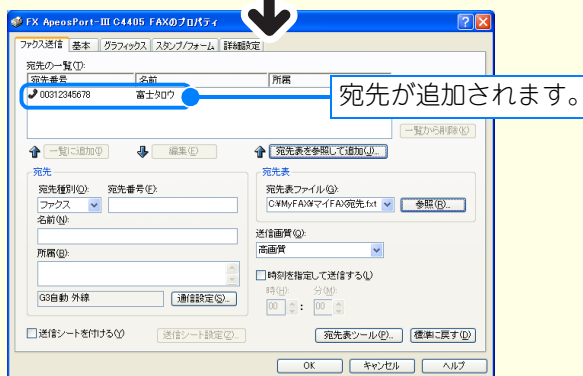 FX ApeosPort-III C4405 FAXのプロパティ
ファクス送信 基本 グラフィックス スタンプ/フォーム 詳細設定
宛先の一覧(T):
宛先番号 名前 所属
00312345678 富士タロウ
宛先が追加されます。
一覧から削除(K)
一覧に追加(I) 編集(E) 宛先表を参照して追加(J)...
宛先 宛先表
宛先種別(O): 宛先番号(F): 宛先表ファイル(G):
ファクス C:¥MyFAX¥マイFAX宛先.fxt 参照(R)...
名前(N):
送信画質(Q):
所属(B): 高画質
時刻を指定して送信する(L)
時(H): 分(M):
G3自動 外線 通信設定(S)... 00 : 00
送信シートを付ける(Y) 送信シート設定(Z)... 宛先表ツール(P)... 標準に戻す(D)
OK キャンセル ヘルプ